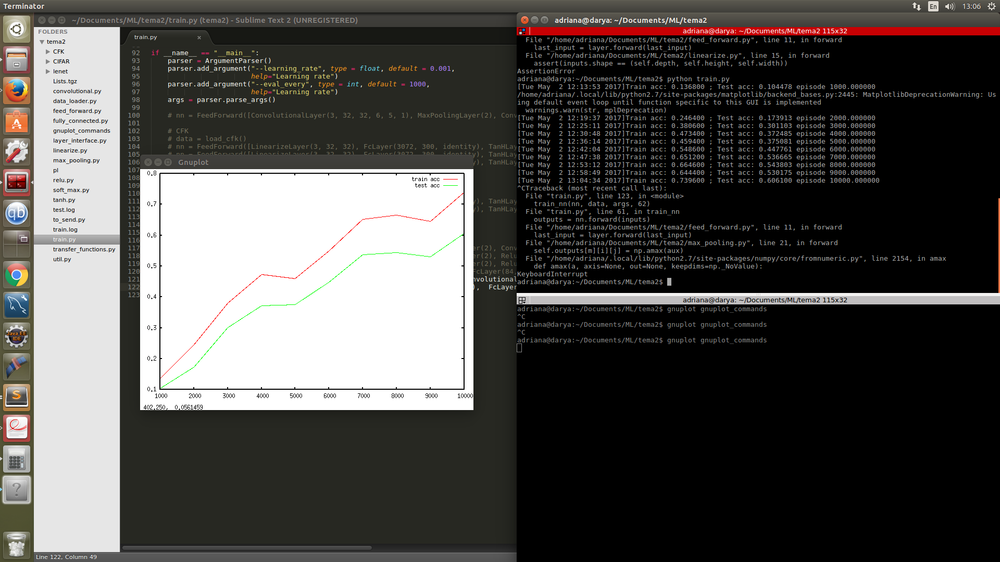 Terminator
En
13:06
~/Documents/ML/tema2/train.py (tema2) - Sublime Text 2 (UNREGISTERED)
FOLDERS
tema2
CFK
CIFAR
lenet
Lists.tgz
convolutional.py
data_loader.py
feed_forward.py
fully_connected.py
gnuplot_commands
layer_interface.py
linearize.py
max_pooling.py
pl
relu.py
soft_max.py
tanh.py
test.log
to_send.py
train.log
train.py
transfer_functions.py
util.py
train.py
92 if __name__ == "__main__":
93 parser = ArgumentParser()
94 parser.add_argument("--learning_rate", type = float, default = 0.001,
95 help="Learning rate")
96 parser.add_argument("--eval_every", type = int, default = 1000,
97 help="Learning rate")
98 args = parser.parse_args()
99
100 # nn = FeedForward([ConvolutionalLayer(3, 32, 32, 6, 5, 1), MaxPoolingLayer(2), Conv
101
102 # CFK
103 # data = load_cfk()
104 # nn = FeedForward([LinearizeLayer(3, 32, 32), FcLayer(3072, 300, identity), TanHLa
105
106 y), TanHLa
107
108
109
110
111 y), TanHLa
112 y), TanHLa
113
114
115
116
117 er(2), Conv
118 er(2), Relu
119 er(2), Relu
120 FcLayer(84,
121 nvolutional
122 ), FcLayer
123
Gnuplot
train acc
test acc
0.8
0.7
0.6
0.5
0.4
0.3
0.2
0.1
1000 2000 3000 4000 5000 6000 7000 8000 9000 10000
402.250, 0.0561459
Line 122, Column 49
adriana@darya: ~/Documents/ML/tema2
adriana@darya: ~/Documents/ML/tema2 115x32
File "/home/adriana/Documents/ML/tema2/feed_forward.py", line 11, in forward
last_input = layer.forward(last_input)
File "/home/adriana/Documents/ML/tema2/linearize.py", line 15, in forward
assert(inputs.shape == (self.depth, self.height, self.width))
AssertionError
adriana@darya:~/Documents/ML/tema2$ python train.py
[Tue May  2 12:13:53 2017]Train acc: 0.136800 ; Test acc: 0.104478 episode 1000.000000
/home/adriana/.local/lib/python2.7/site-packages/matplotlib/backend_bases.py:2445: MatplotlibDeprecationWarning: Us
ing default event loop until function specific to this GUI is implemented
warnings.warn(str, mplDeprecation)
[Tue May  2 12:19:37 2017]Train acc: 0.246400 ; Test acc: 0.173913 episode 2000.000000
[Tue May  2 12:25:11 2017]Train acc: 0.380600 ; Test acc: 0.301103 episode 3000.000000
[Tue May  2 12:30:48 2017]Train acc: 0.473400 ; Test acc: 0.372485 episode 4000.000000
[Tue May  2 12:36:14 2017]Train acc: 0.459400 ; Test acc: 0.375081 episode 5000.000000
[Tue May  2 12:42:04 2017]Train acc: 0.548600 ; Test acc: 0.447761 episode 6000.000000
[Tue May  2 12:47:38 2017]Train acc: 0.651200 ; Test acc: 0.536665 episode 7000.000000
[Tue May  2 12:53:12 2017]Train acc: 0.664600 ; Test acc: 0.543803 episode 8000.000000
[Tue May  2 12:58:49 2017]Train acc: 0.644400 ; Test acc: 0.530175 episode 9000.000000
[Tue May  2 13:04:34 2017]Train acc: 0.739600 ; Test acc: 0.606100 episode 10000.000000
^CTraceback (most recent call last):
File "train.py", line 123, in <module>
train_nn(nn, data, args, 62)
File "train.py", line 61, in train_nn
outputs = nn.forward(inputs)
File "/home/adriana/Documents/ML/tema2/feed_forward.py", line 11, in forward
last_input = layer.forward(last_input)
File "/home/adriana/Documents/ML/tema2/max_pooling.py", line 21, in forward
self.outputs[m][i][j] = np.amax(aux)
File "/home/adriana/.local/lib/python2.7/site-packages/numpy/core/fromnumeric.py", line 2154, in amax
def amax(a, axis=None, out=None, keepdims=np._NoValue):
KeyboardInterrupt
adriana@darya:~/Documents/ML/tema2$
adriana@darya: ~/Documents/ML/tema2 115x32
adriana@darya:~/Documents/ML/tema2$ gnuplot gnuplot_commands
^C
adriana@darya:~/Documents/ML/tema2$ gnuplot gnuplot_commands
^C
adriana@darya:~/Documents/ML/tema2$ gnuplot gnuplot_commands
qb
Java EE
IDE